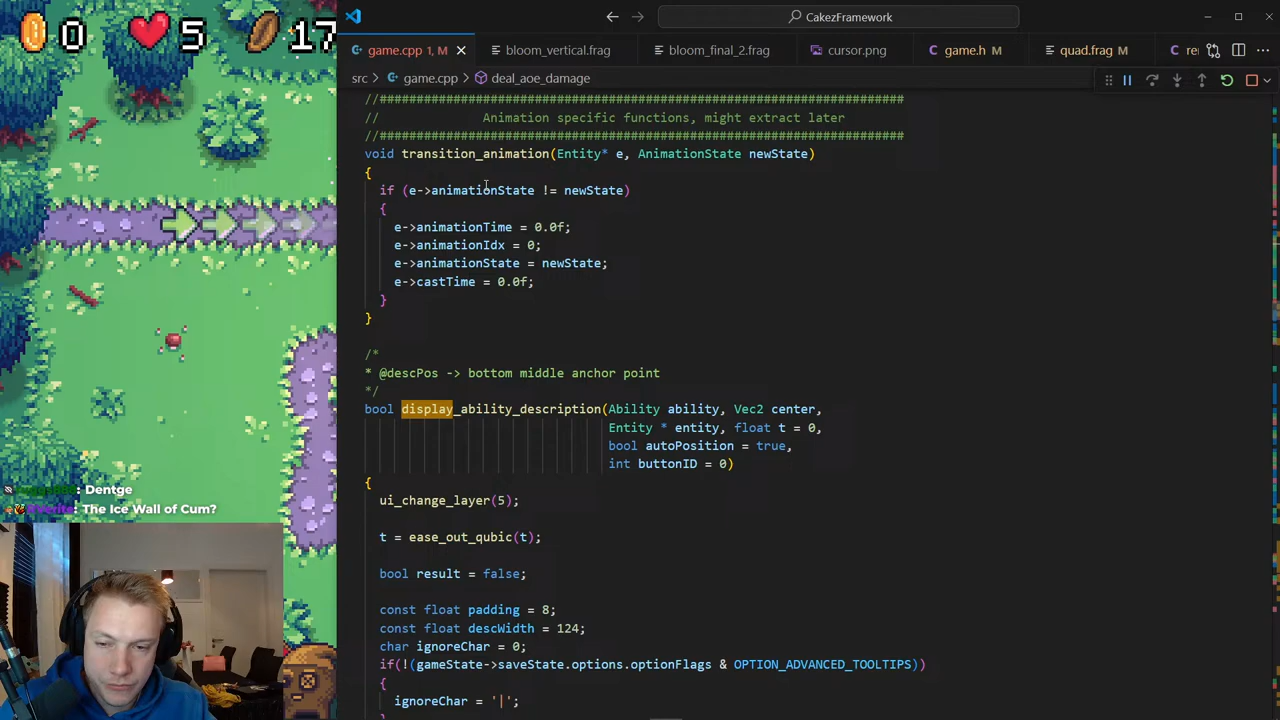 0 5 17
CakezFramework
game.cpp 1, M
bloom_vertical.frag
bloom_final_2.frag
cursor.png
game.h M
quad.frag M
src > game.cpp > deal_aoe_damage
//#######################################################################
// Animation specific functions, might extract later
//#######################################################################
void transition_animation(Entity* e, AnimationState newState)
{
if (e->animationState != newState)
{
e->animationTime = 0.0f;
e->animationIdx = 0;
e->animationState = newState;
e->castTime = 0.0f;
}
}
/*
* @descPos -> bottom middle anchor point
*/
bool display_ability_description(Ability ability, Vec2 center,
Entity * entity, float t = 0,
bool autoPosition = true,
int buttonID = 0)
{
ui_change_layer(5);
t = ease_out_qubic(t);
bool result = false;
const float padding = 8;
const float descWidth = 124;
char ignoreChar = 0;
if(!(gameState->saveState.options.optionFlags & OPTION_ADVANCED_TOOLTIPS))
{
ignoreChar = '|';
: Dentge
: The Ice Wall of Cum?